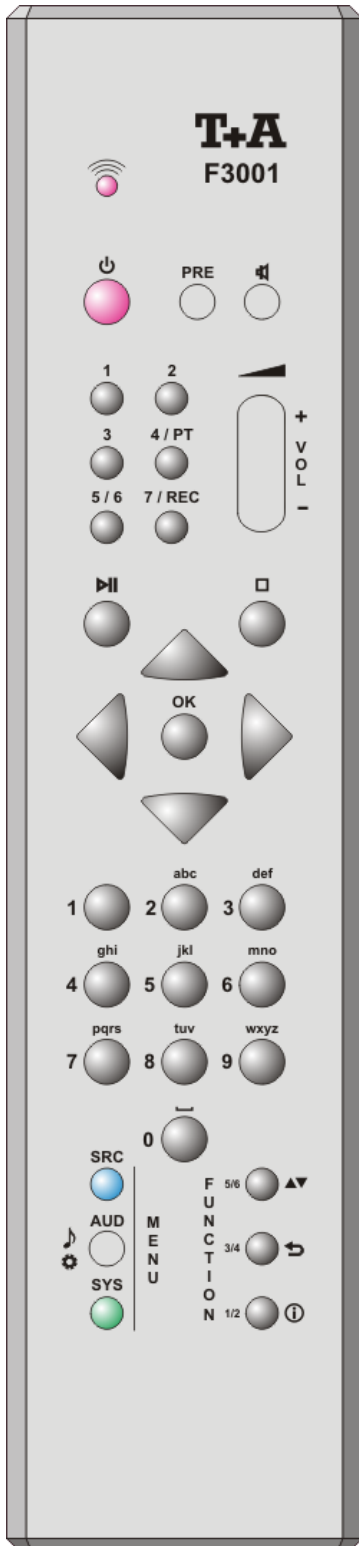 T+A
F3001
PRE
1 2
3 4 / PT
5 / 6 7 / REC
+ VOL -
OK
abc def
1 2 3
ghi jkl mno
4 5 6
pqrs tuv wxyz
7 8 9
0
SRC
AUD
SYS
MENU
FUNCTION
5/6
3/4
1/2